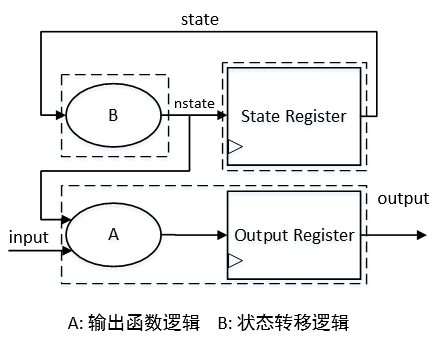 state
B
nstate
State Register
output
input
A
Output Register
A: 输出函数逻辑 B: 状态转移逻辑